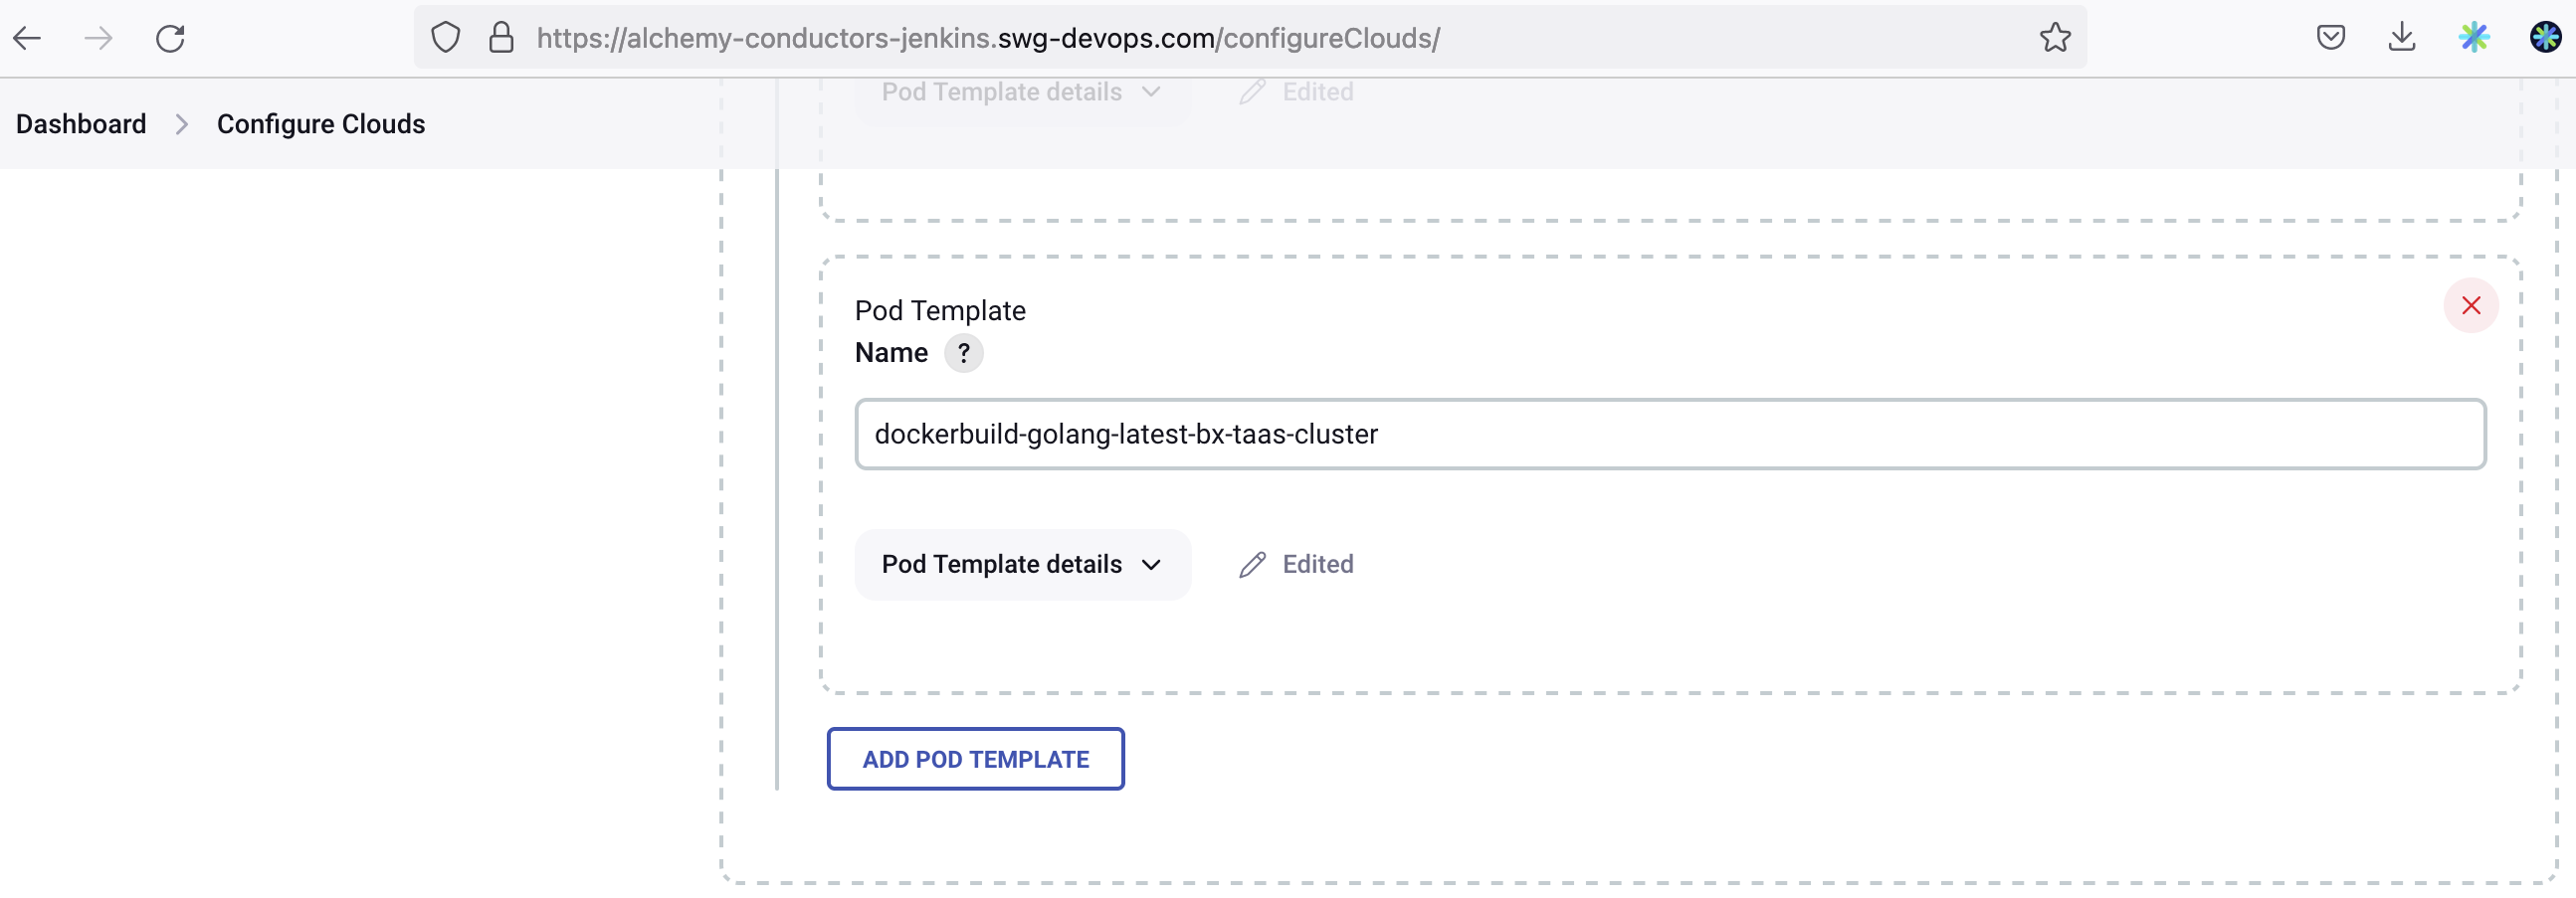 https://alchemy-conductors-jenkins.swg-devops.com/configureClouds/
Pod Template details Edited
Dashboard Configure Clouds
Pod Template
Name ?
dockerbuild-golang-latest-bx-taas-cluster
Pod Template details Edited
ADD POD TEMPLATE